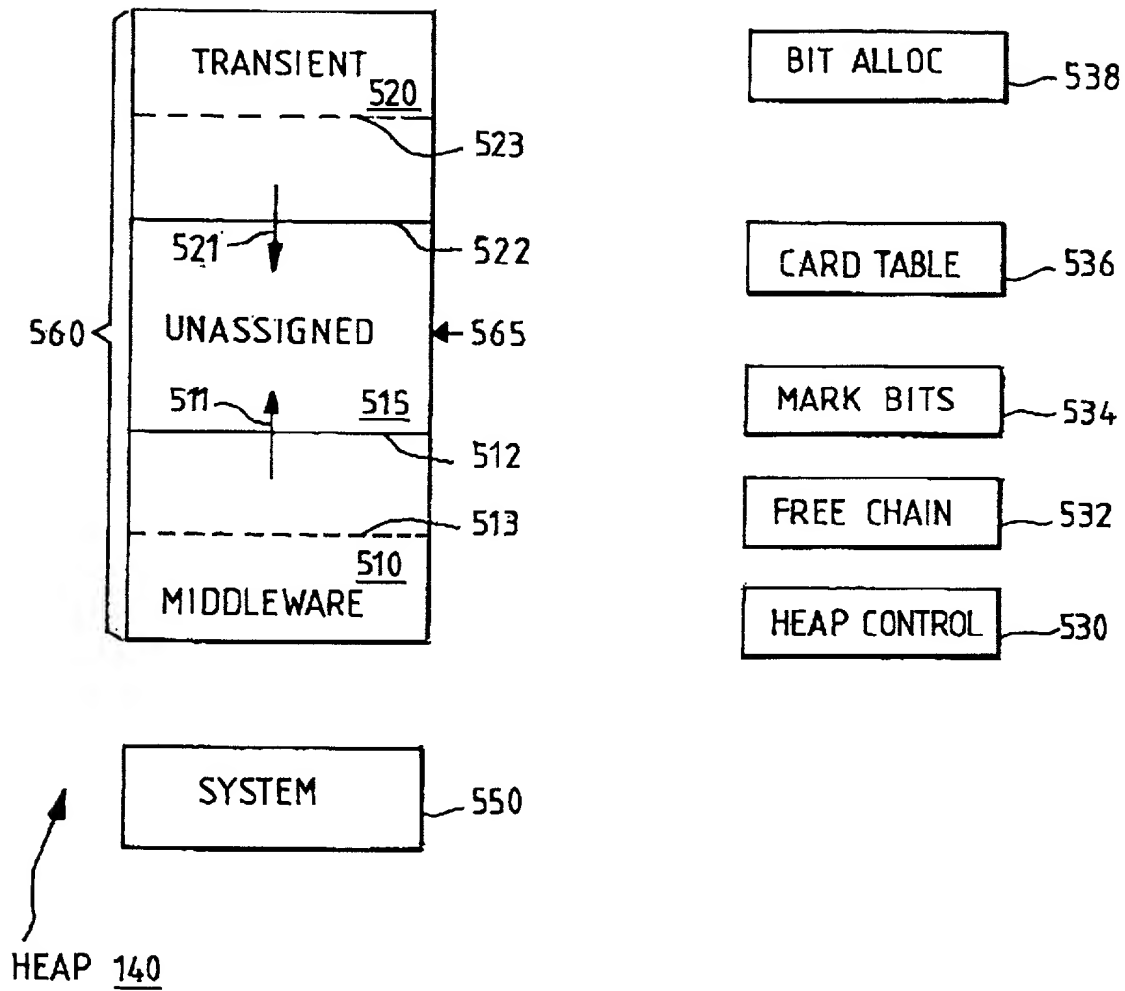 TRANSIENT
520
523
521
522
560
UNASSIGNED
565
511
515
512
513
510
MIDDLEWARE
SYSTEM
550
HEAP 140
BIT ALLOC
538
CARD TABLE
536
MARK BITS
534
FREE CHAIN
532
HEAP CONTROL
530